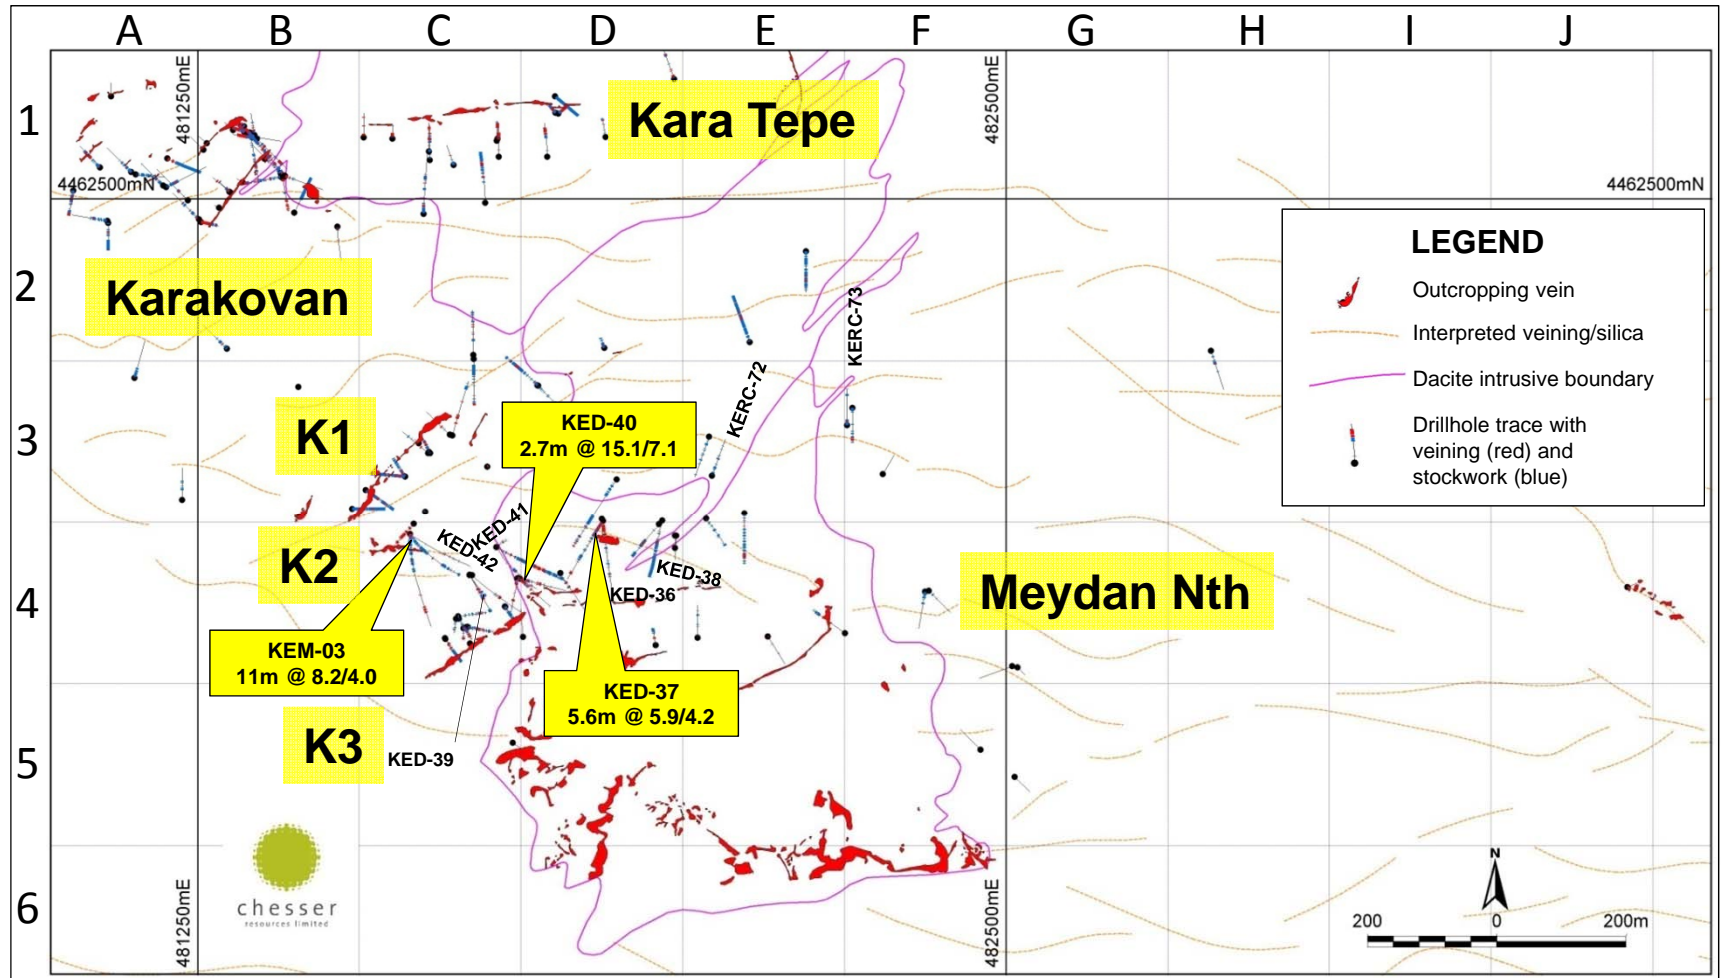 A B C D E F G H I J
1
2
3
4
5
6
481250mE
482500mE
Kara Tepe
4462500mN
4462500mN
Karakovan
LEGEND
Outcropping vein
Interpreted veining/silica
Dacite intrusive boundary
Drillhole trace with
veining (red) and
stockwork (blue)
KERC-73
KERC-72
K1
KED-40
2.7m @ 15.1/7.1
KED-41
KED-42
K2
KED-38
KED-36
Meydan Nth
KEM-03
11m @ 8.2/4.0
KED-37
5.6m @ 5.9/4.2
K3
KED-39
chesser
resources limited
481250mE
482500mE
N
200 0 200m